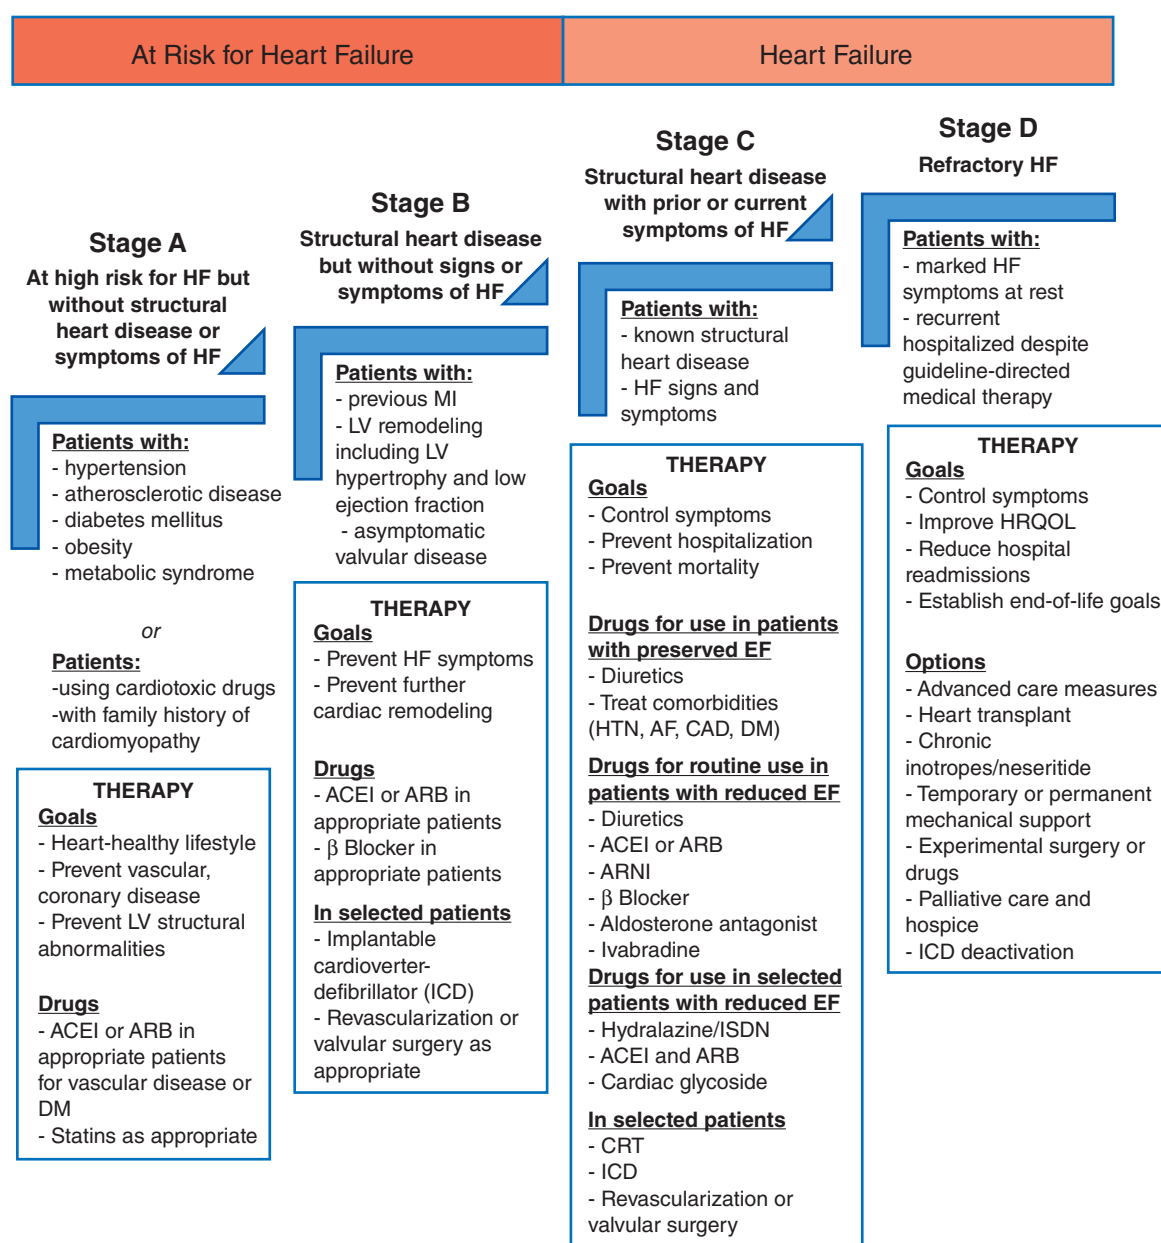 At Risk for Heart Failure
Heart Failure
Stage A
At high risk for HF but
without structural
heart disease or
symptoms of HF
Patients with:
- hypertension
- atherosclerotic disease
- diabetes mellitus
- obesity
- metabolic syndrome
or
Patients:
-using cardiotoxic drugs
-with family history of
cardiomyopathy
THERAPY
Goals
- Heart-healthy lifestyle
- Prevent vascular,
coronary disease
- Prevent LV structural
abnormalities
Drugs
- ACEI or ARB in
appropriate patients
for vascular disease or
DM
- Statins as appropriate
Stage B
Structural heart disease
but without signs or
symptoms of HF
Patients with:
- previous MI
- LV remodeling
including LV
hypertrophy and low
ejection fraction
- asymptomatic
valvular disease
THERAPY
Goals
- Prevent HF symptoms
- Prevent further
cardiac remodeling
Drugs
- ACEI or ARB in
appropriate patients
- β Blocker in
appropriate patients
In selected patients
- Implantable
cardioverter-
defibrillator (ICD)
- Revascularization or
valvular surgery as
appropriate
Stage C
Structural heart disease
with prior or current
symptoms of HF
Patients with:
- known structural
heart disease
- HF signs and
symptoms
THERAPY
Goals
- Control symptoms
- Prevent hospitalization
- Prevent mortality
Drugs for use in patients
with preserved EF
- Diuretics
- Treat comorbidities
(HTN, AF, CAD, DM)
Drugs for routine use in
patients with reduced EF
- Diuretics
- ACEI or ARB
- ARNI
- β Blocker
- Aldosterone antagonist
- Ivabradine
Drugs for use in selected
patients with reduced EF
- Hydralazine/ISDN
- ACEI and ARB
- Cardiac glycoside
In selected patients
- CRT
- ICD
- Revascularization or
valvular surgery
Stage D
Refractory HF
Patients with:
- marked HF
symptoms at rest
- recurrent
hospitalized despite
guideline-directed
medical therapy
THERAPY
Goals
- Control symptoms
- Improve HRQOL
- Reduce hospital
readmissions
- Establish end-of-life goals
Options
- Advanced care measures
- Heart transplant
- Chronic
inotropes/neseritide
- Temporary or permanent
mechanical support
- Experimental surgery or
drugs
- Palliative care and
hospice
- ICD deactivation